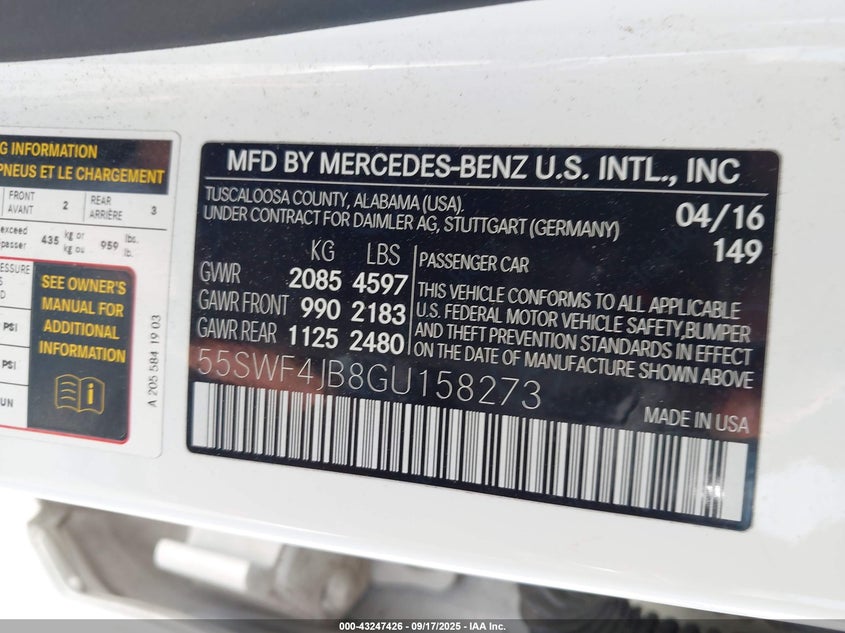 G INFORMATION
PNEUS ET LE CHARGEMENT
FRONT
AVANT
2
REAR
ARRIÈRE
3
exceed
passer
435
kg or
kg ou
959
lbs.
lb.
ESSURE
SEE OWNER'S
MANUAL FOR
ADDITIONAL
INFORMATION
PSI
PSI
UN
A 205 584 19 03
MFD BY MERCEDES-BENZ U.S. INTL., INC
TUSCALOOSA COUNTY, ALABAMA (USA).
UNDER CONTRACT FOR DAIMLER AG, STUTTGART (GERMANY)
04/16
149
KG LBS
GVWR 2085 4597
GAWR FRONT 990 2183
GAWR REAR 1125 2480
PASSENGER CAR
THIS VEHICLE CONFORMS TO ALL APPLICABLE
U.S. FEDERAL MOTOR VEHICLE SAFETY,BUMPER
AND THEFT PREVENTION STANDARDS IN EFFECT
ON THE DATE OF MANUFACTURE SHOWN ABOVE
55SWF4JB8GU158273
MADE IN USA
000-43247426 - 09/17/2025 - IAA Inc.